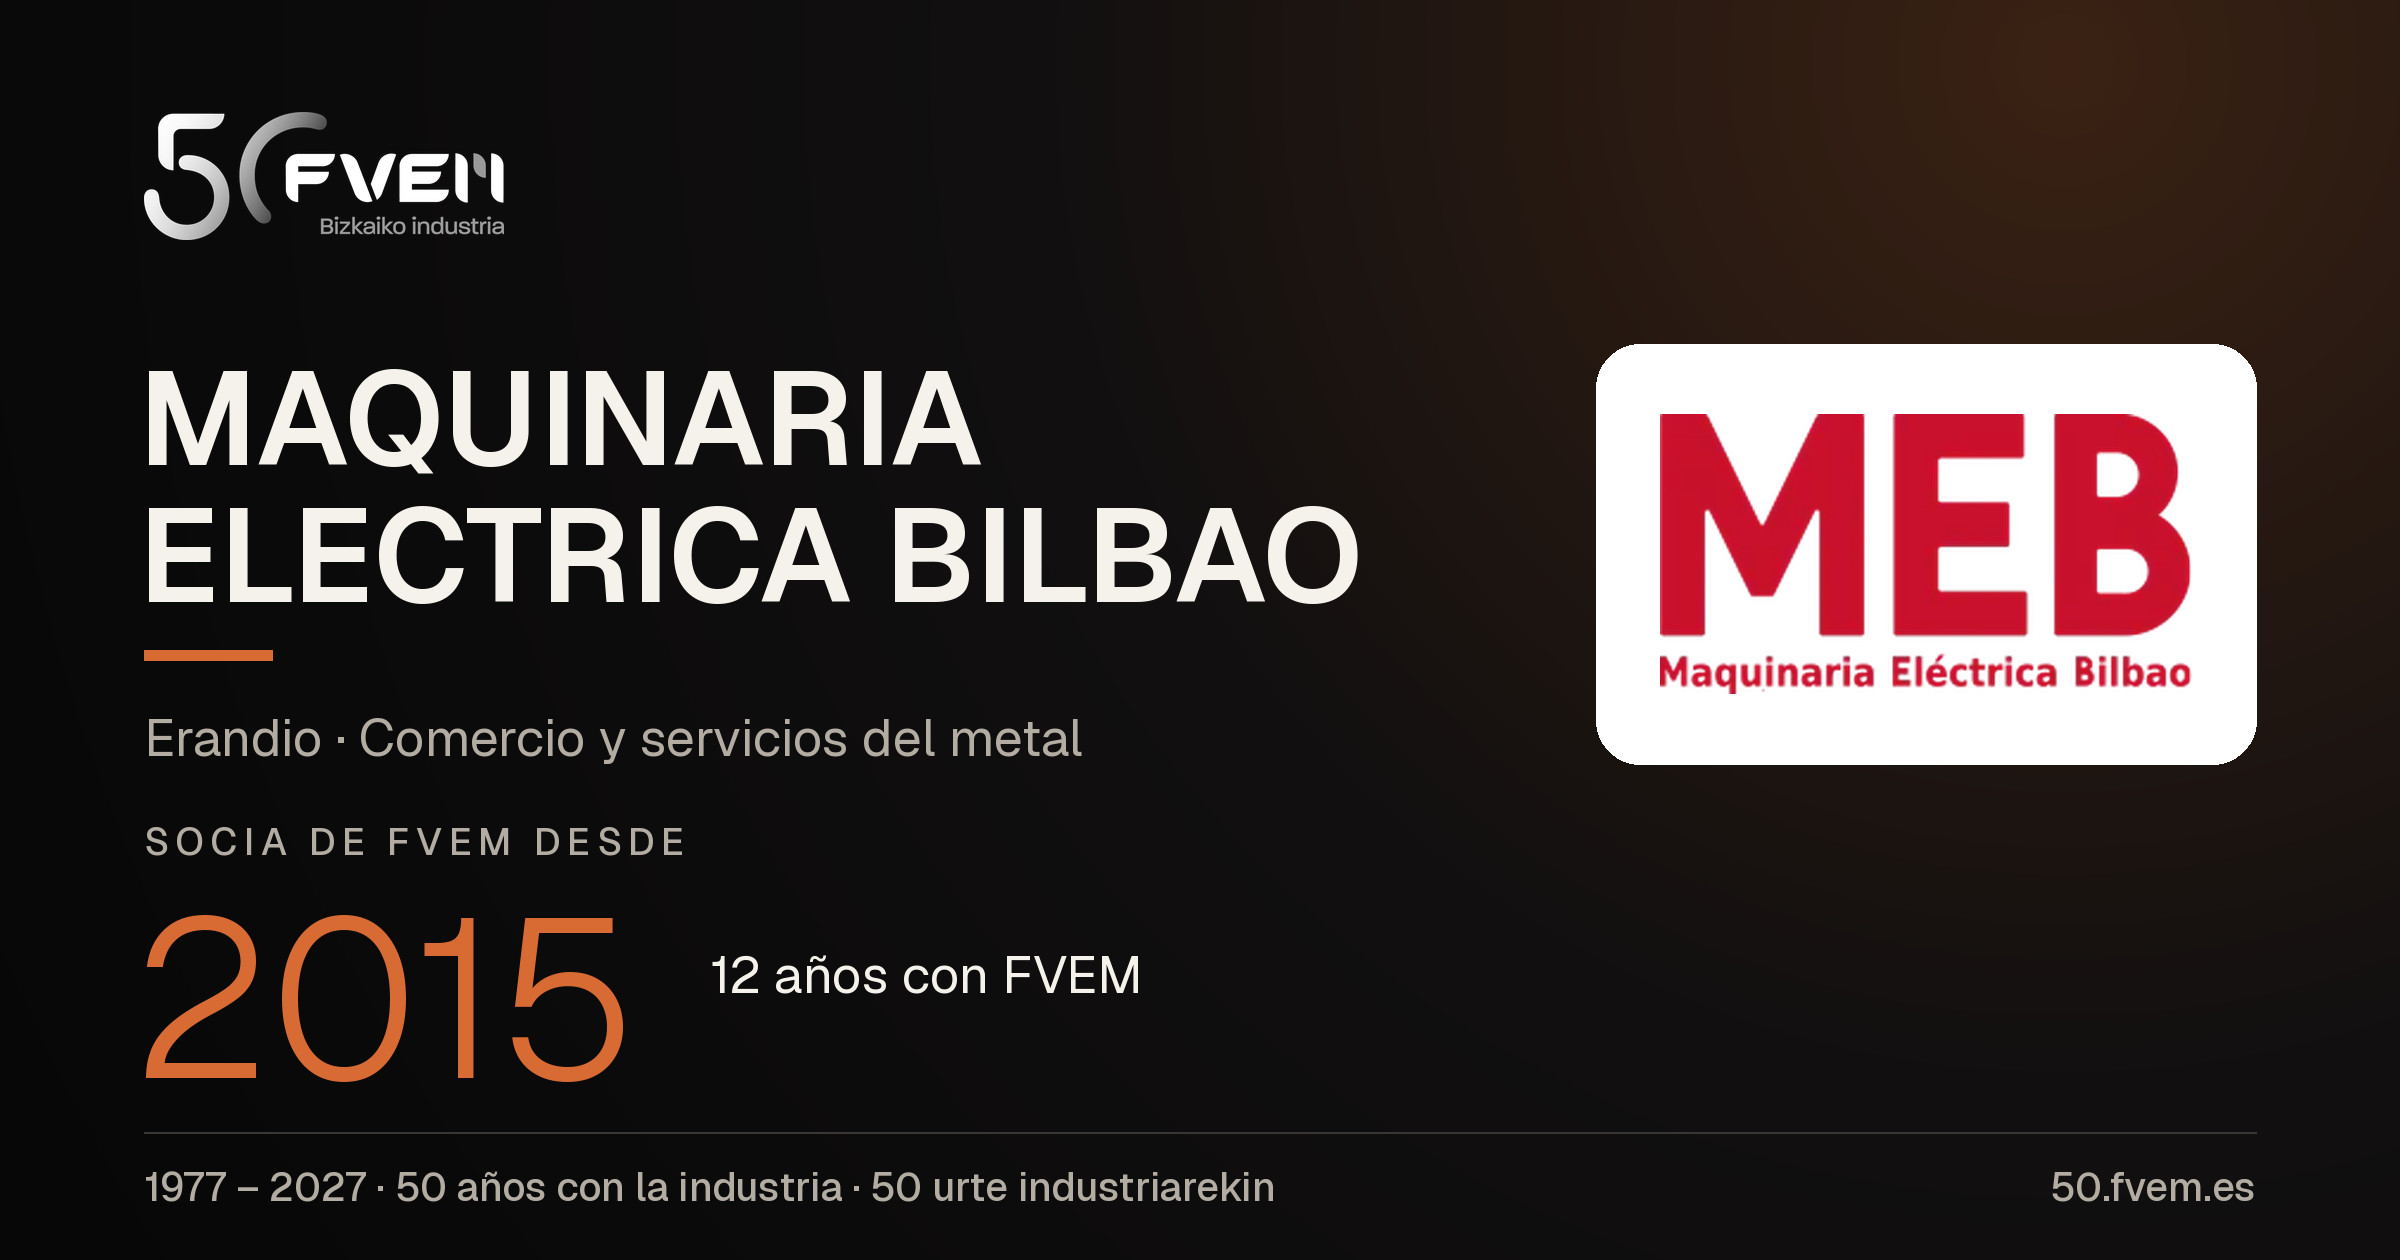 50 FVEM
Bizkaiko industria
MAQUINARIA
ELECTRICA BILBAO
MEB
Maquinaria Eléctrica Bilbao
Erandio · Comercio y servicios del metal
SOCIA DE FVEM DESDE
2015
12 años con FVEM
1977 – 2027 · 50 años con la industria · 50 urte industriarekin
50.fvem.es